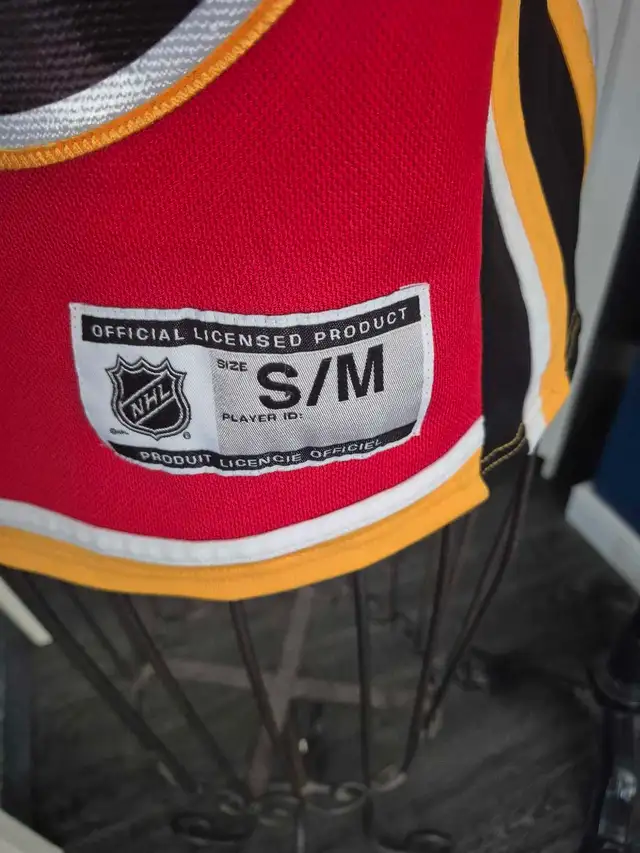 OFFICIAL LICENSED PRODUCT
NHL
SIZE
S/M
PLAYER ID:
PRODUIT LICENCIE OFFICIEL